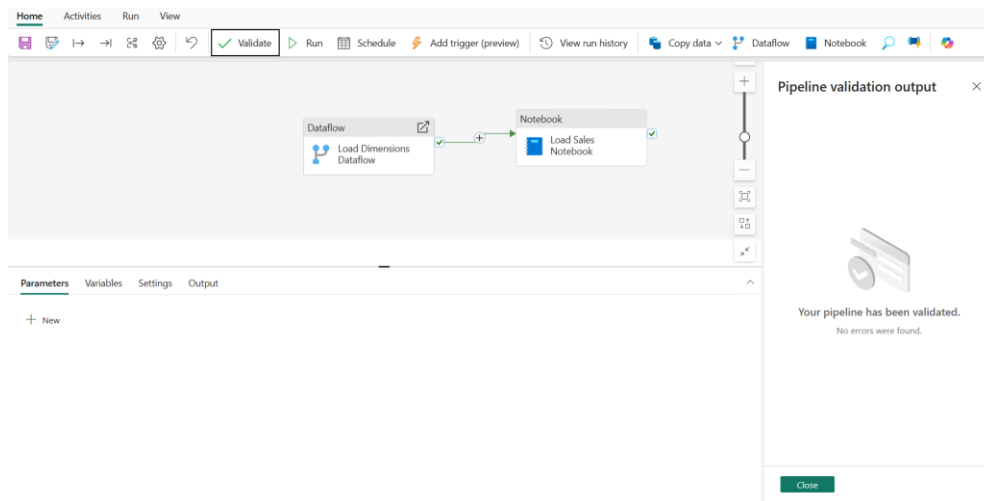 Home Activities Run View
Validate Run Schedule Add trigger (preview) View run history Copy data Dataflow Notebook
Pipeline validation output
Dataflow
Load Dimensions
Dataflow
Notebook
Load Sales
Notebook
Parameters Variables Settings Output
New
Your pipeline has been validated.
No errors were found.
Close